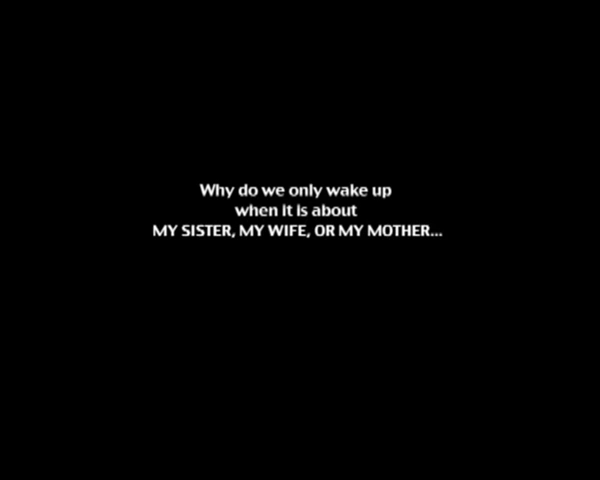 Why do we only wake up
when it is about
MY SISTER, MY WIFE, OR MY MOTHER...